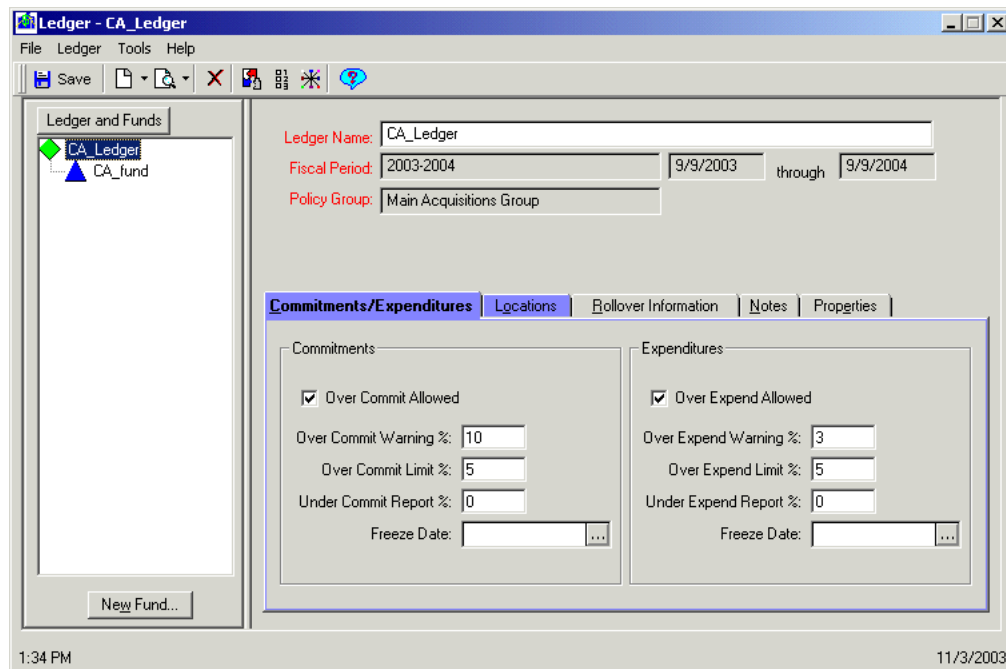 Ledger - CA_Ledger
File Ledger Tools Help
Save
Ledger and Funds
CA_Ledger
CA_fund
New Fund...
Ledger Name: CA_Ledger
Fiscal Period: 2003-2004 9/9/2003 through 9/9/2004
Policy Group: Main Acquisitions Group
Commitments/Expenditures Locations Rollover Information Notes Properties
Commitments
Over Commit Allowed
Over Commit Warning %: 10
Over Commit Limit %: 5
Under Commit Report %: 0
Freeze Date: ...
Expenditures
Over Expend Allowed
Over Expend Warning %: 3
Over Expend Limit %: 5
Under Expend Report %: 0
Freeze Date: ...
1:34 PM 11/3/2003